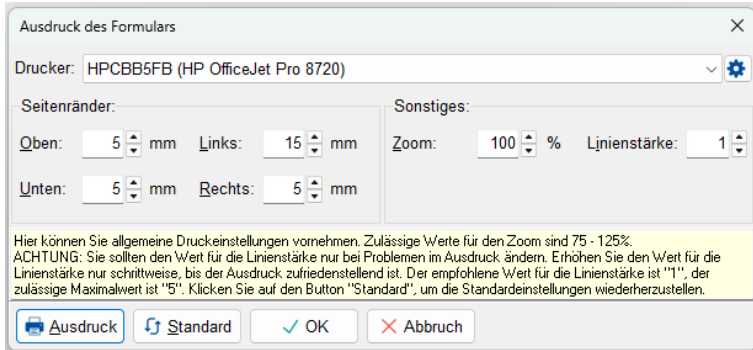 Ausdruck des Formulars
Drucker: HPCBB5FB (HP OfficeJet Pro 8720)
Seitenränder:
Sonstiges:
Oben: 5 mm Links: 15 mm Zoom: 100 % Linienstärke: 1
Unten: 5 mm Rechts: 5 mm
Hier können Sie allgemeine Druckeinstellungen vornehmen. Zulässige Werte für den Zoom sind 75 - 125%.
ACHTUNG: Sie sollten den Wert für die Linienstärke nur bei Problemen im Ausdruck ändern. Erhöhen Sie den Wert für die
Linienstärke nur schrittweise, bis der Ausdruck zufriedenstellend ist. Der empfohlene Wert für die Linienstärke ist "1", der
zulässige Maximalwert ist "5". Klicken Sie auf den Button "Standard", um die Standardeinstellungen wiederherzustellen.
Ausdruck Standard OK Abbruch